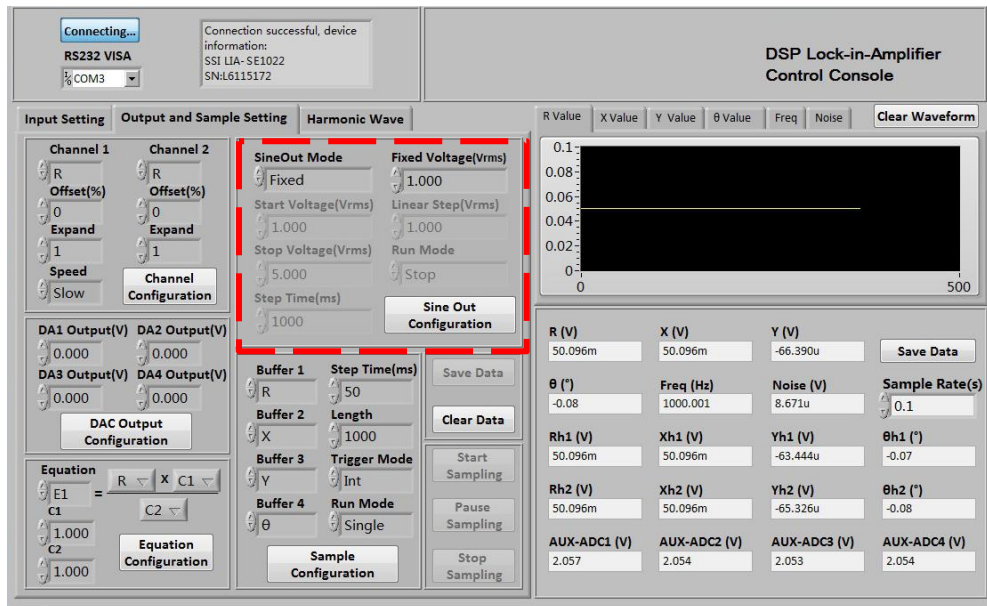 Connecting...
RS232 VISA
COM3
Connection successful, device
information:
SSI LIA-SE1022
SN:L6115172
DSP Lock-in-Amplifier
Control Console
Input Setting Output and Sample Setting Harmonic Wave
Channel 1 Channel 2
R R
Offset(%) Offset(%)
0 0
Expand Expand
1 1
Speed
Slow
Channel
Configuration
DA1 Output(V) DA2 Output(V)
0.000 0.000
DA3 Output(V) DA4 Output(V)
0.000 0.000
DAC Output
Configuration
Equation
E1 = R X C1
C2
C1
1.000
C2
1.000
Equation
Configuration
SineOut Mode Fixed Voltage(Vrms)
Fixed 1.000
Start Voltage(Vrms) Linear Step(Vrms)
1.000 1.000
Stop Voltage(Vrms) Run Mode
5.000 Stop
Step Time(ms)
1000
Sine Out
Configuration
Buffer 1 Step Time(ms)
R 50
Buffer 2 Length
X 1000
Buffer 3 Trigger Mode
Y Int
Buffer 4 Run Mode
θ Single
Sample
Configuration
Save Data
Clear Data
Start
Sampling
Pause
Sampling
Stop
Sampling
R Value X Value Y Value θ Value Freq Noise Clear Waveform
0.1
0.08
0.06
0.04
0.02
0
0 500
R (V) X (V) Y (V)
50.096m 50.096m -66.390u Save Data
θ (°) Freq (Hz) Noise (V) Sample Rate(s)
-0.08 1000.001 8.671u 0.1
Rh1 (V) Xh1 (V) Yh1 (V) θh1 (°)
50.096m 50.096m -63.444u -0.07
Rh2 (V) Xh2 (V) Yh2 (V) θh2 (°)
50.096m 50.096m -65.326u -0.08
AUX-ADC1 (V) AUX-ADC2 (V) AUX-ADC3 (V) AUX-ADC4 (V)
2.057 2.054 2.053 2.054